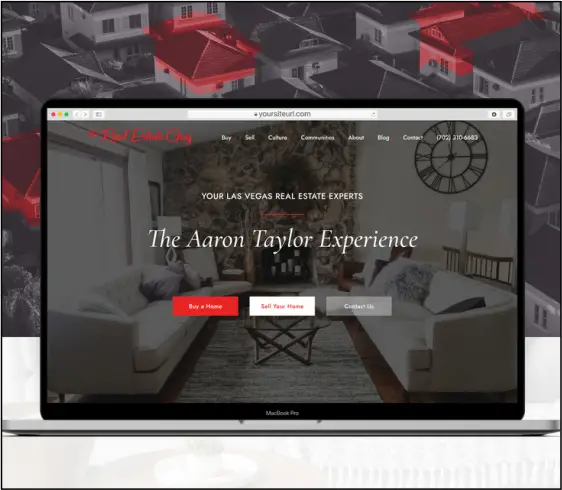 yoursiteurl.com
The Real Estate Guy
Buy Sell Culture Communities About Blog Contact (702) 210-6683
YOUR LAS VEGAS REAL ESTATE EXPERTS
The Aaron Taylor Experience
Buy a Home Sell Your Home Contact Us
MacBook Pro